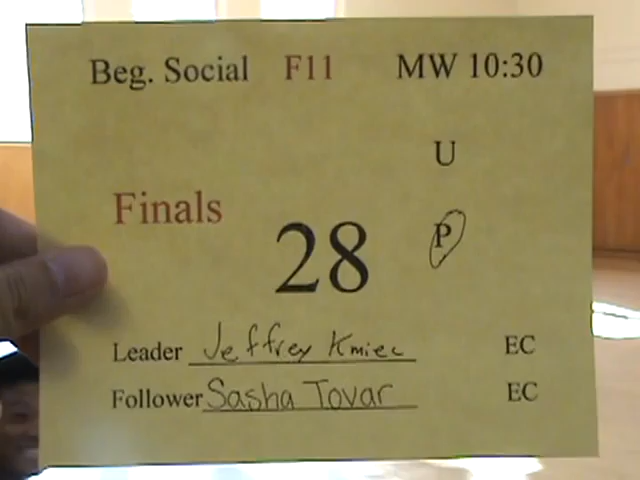 Beg. Social F11 MW 10:30
U
Finals
28
P
Leader Jeffrey Kmiec EC
Follower Sasha Tovar EC